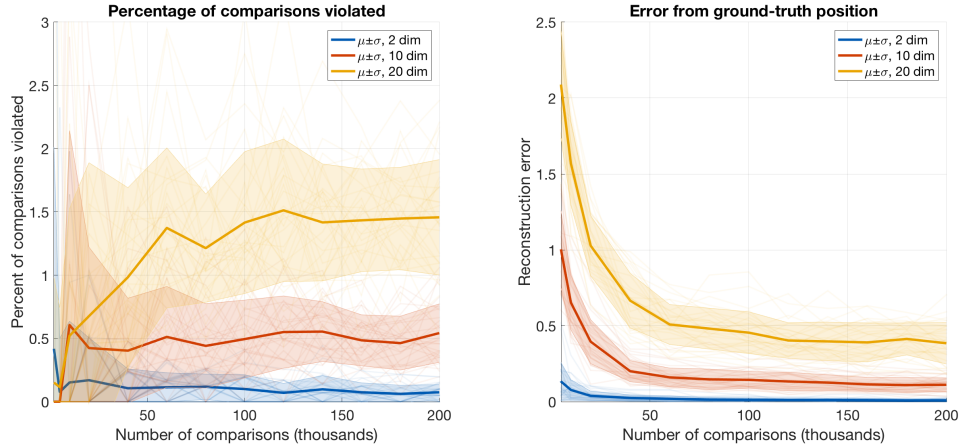 Percentage of comparisons violated
3
2.5
2
1.5
1
0.5
0
50
100
150
200
Percent of comparisons violated
Number of comparisons (thousands)
μ±σ, 2 dim
μ±σ, 10 dim
μ±σ, 20 dim
Error from ground-truth position
2.5
2
1.5
1
0.5
0
50
100
150
200
Reconstruction error
Number of comparisons (thousands)
μ±σ, 2 dim
μ±σ, 10 dim
μ±σ, 20 dim